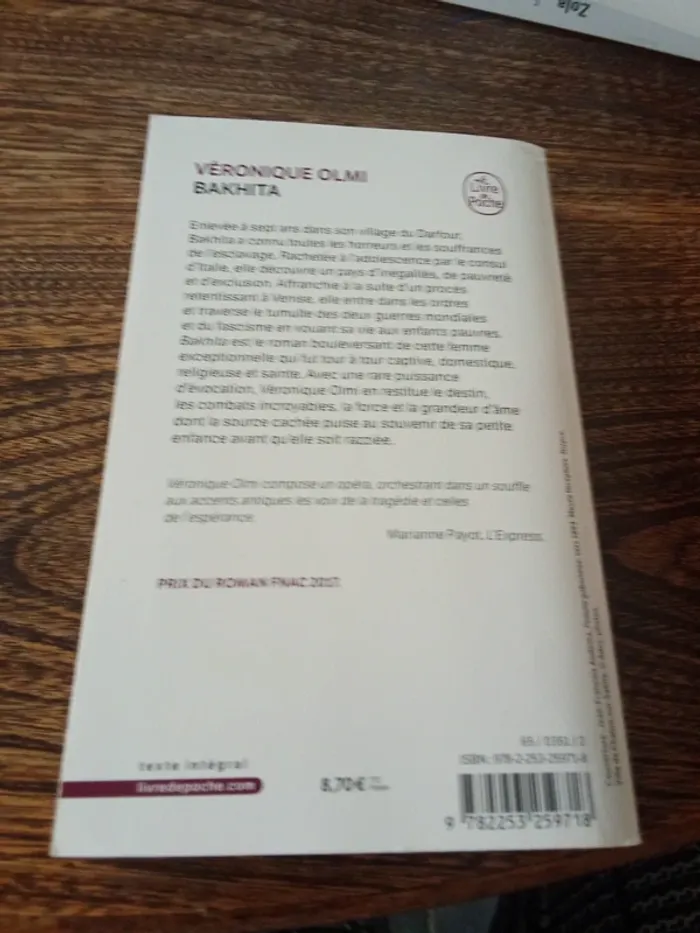 Zola
VÉRONIQUE OLMI
BAKHITA
Le
Livre
de
Poche
Enlevée à sept ans dans son village du Darfour,
Bakhita a connu toutes les horreurs et les souffrances
de l'esclavage. Rachetée à l'adolescence par le consul
d'Italie, elle découvre un pays d'inégalités, de pauvreté
et d'exclusion. Affranchie à la suite d'un procès
retentissant à Venise, elle entre dans les ordres
et traverse le tumulte des deux guerres mondiales
et du fascisme en vouant sa vie aux enfants pauvres.
Bakhita est le roman bouleversant de cette femme
exceptionnelle qui fut tour à tour captive, domestique,
religieuse et sainte. Avec une rare puissance
d'évocation, Véronique Olmi en restitue le destin,
les combats incroyables, la force et la grandeur d'âme
dont la source cachée puise au souvenir de sa petite
enfance avant qu'elle soit razziée.
Véronique Olmi compose un opéra, orchestrant dans un souffle
aux accents antiques les voix de la tragédie et celles
de l'espérance.
Marianne Payot, L'Express.
PRIX DU ROMAN FNAC 2017
texte intégral
livredepoche.com
8,70 €
ISBN : 978-2-253-25971-8
9 782253 259718